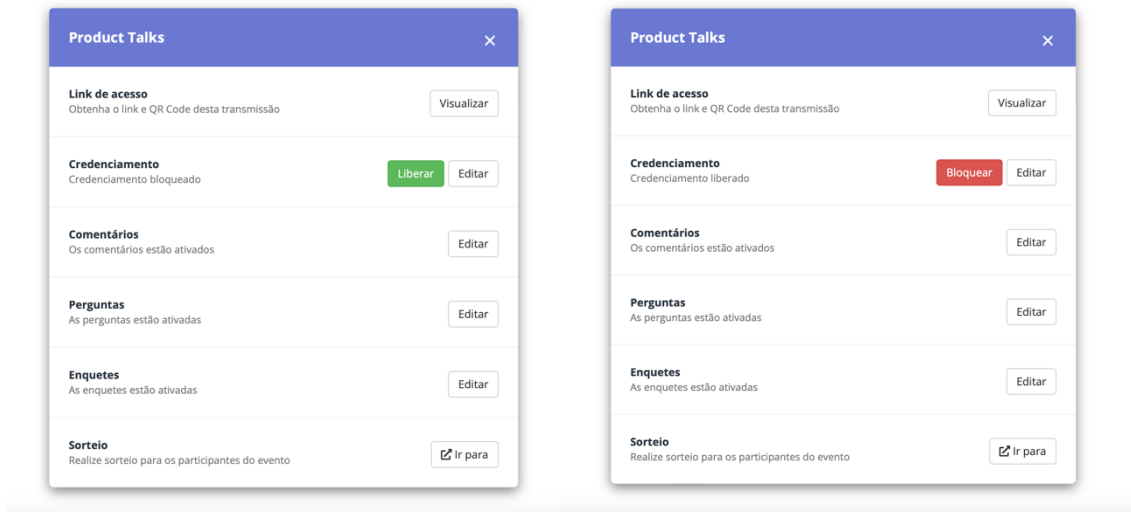 Product Talks
×
Link de acesso
Obtenha o link e QR Code desta transmissão
Visualizar
Credenciamento
Credenciamento bloqueado
Liberar
Editar
Comentários
Os comentários estão ativados
Editar
Perguntas
As perguntas estão ativadas
Editar
Enquetes
As enquetes estão ativadas
Editar
Sorteio
Realize sorteio para os participantes do evento
Ir para
Product Talks
×
Link de acesso
Obtenha o link e QR Code desta transmissão
Visualizar
Credenciamento
Credenciamento liberado
Bloquear
Editar
Comentários
Os comentários estão ativados
Editar
Perguntas
As perguntas estão ativadas
Editar
Enquetes
As enquetes estão ativadas
Editar
Sorteio
Realize sorteio para os participantes do evento
Ir para